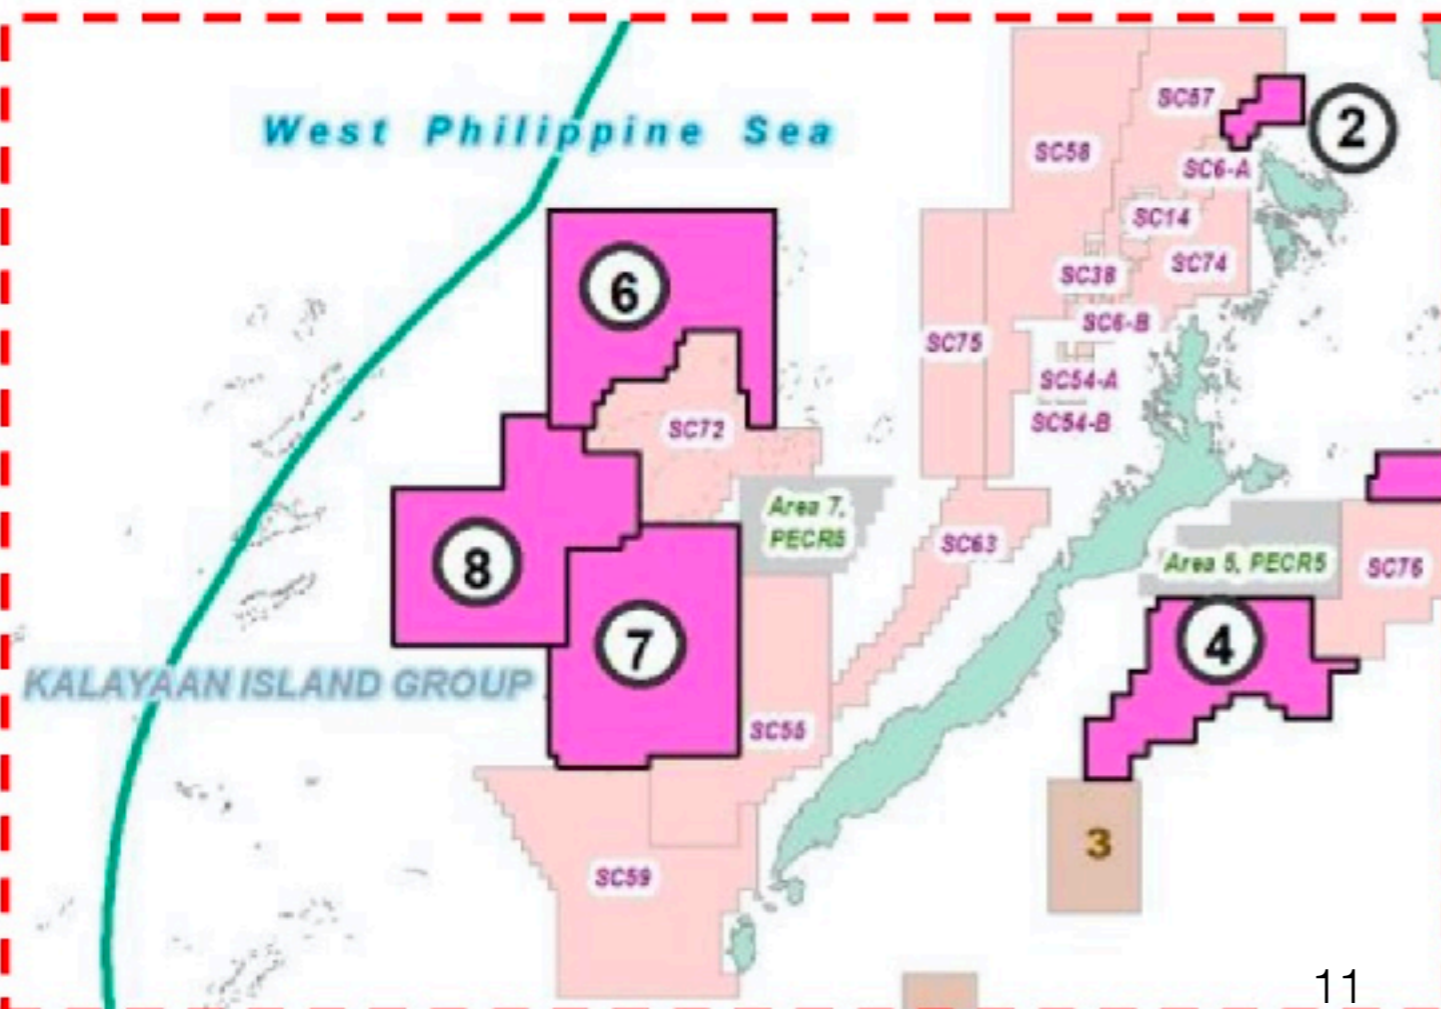 West Philippine Sea
SC57
2
SC58
SC6-A
SC14
SC74
6
SC38
SC6-B
SC75
SC54-A
SC72
SC54-B
Area 7,
PECR5
SC63
8
Area 5, PECR5
SC76
7
4
KALAYAAN ISLAND GROUP
SC55
3
SC59
11